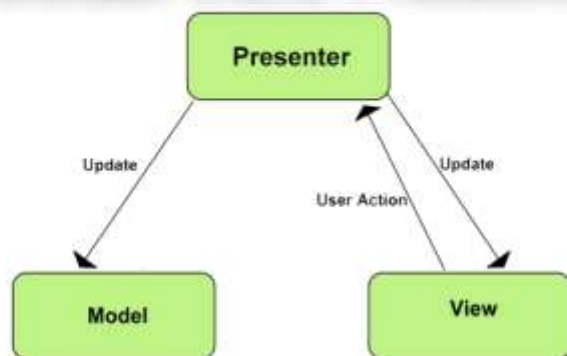 Presenter
Update
Update
User Action
Model
View